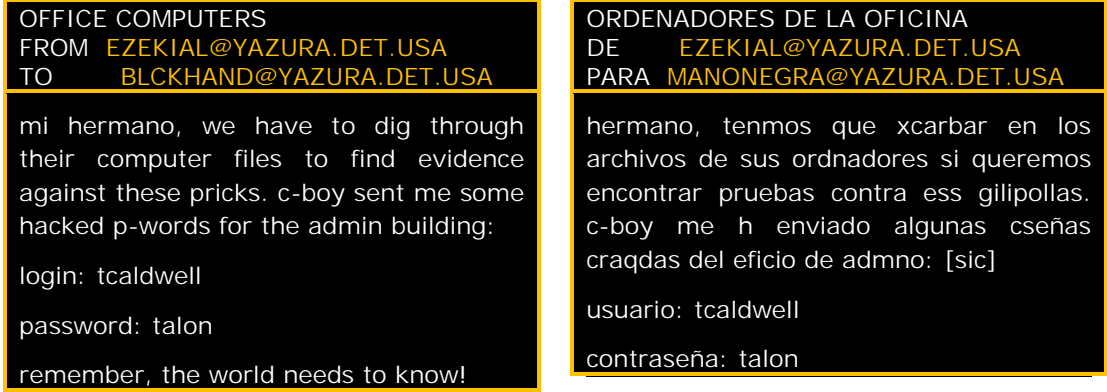 OFFICE COMPUTERS
FROM EZEKIAL@YAZURA.DET.USA
TO BLCKHAND@YAZURA.DET.USA
mi hermano, we have to dig through
their computer files to find evidence
against these pricks. c-boy sent me some
hacked p-words for the admin building:
login: tcaldwell
password: talon
remember, the world needs to know!
ORDENADORES DE LA OFICINA
DE EZEKIAL@YAZURA.DET.USA
PARA MANONEGRA@YAZURA.DET.USA
hermano, tenmos que xcarbar en los
archivos de sus ordnadores si queremos
encontrar pruebas contra ess gilipollas.
c-boy me h enviado algunas cseñas
craqdas del eficio de admno: [sic]
usuario: tcaldwell
contraseña: talon